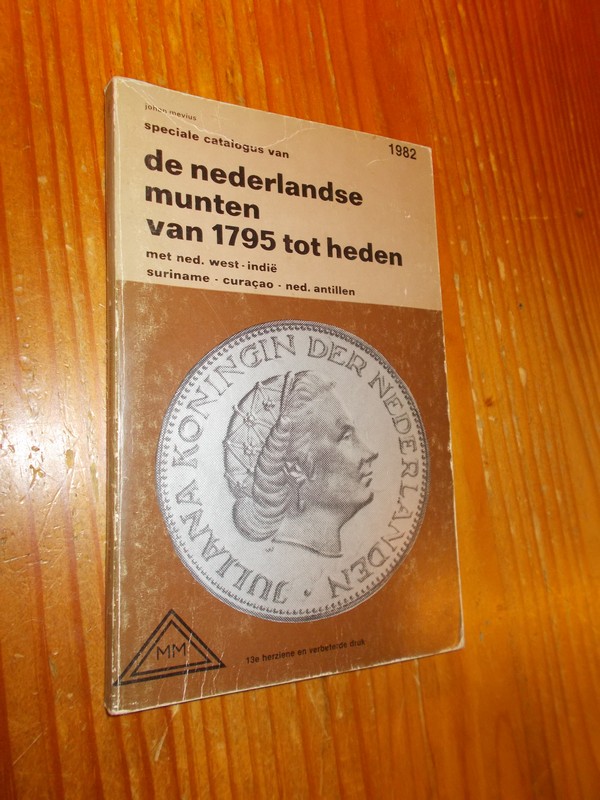 johan mevius
speciale catalogus van
1982
de nederlandse
munten
van 1795 tot heden
met ned. west-indië
suriname - curaçao - ned. antillen
JULIANA KONINGIN DER NEDERLANDEN ·
MM
13e herziene en verbeterde druk